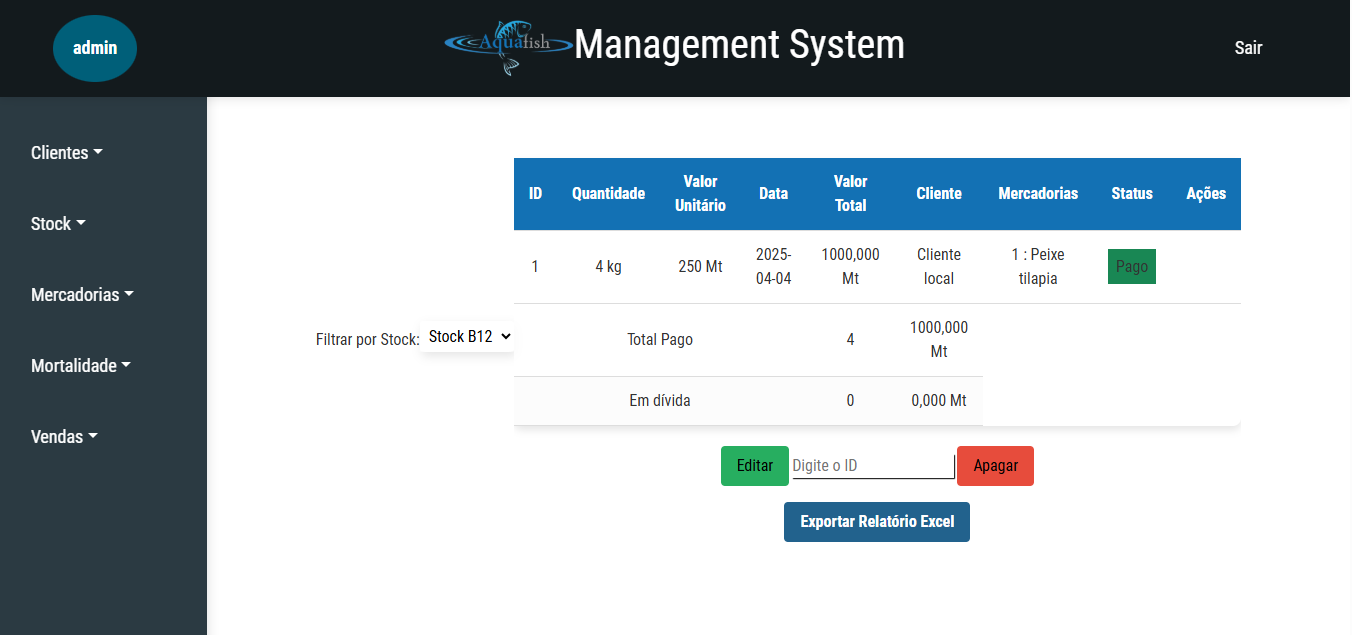 admin
Aquafish
Management System
Sair
Clientes
Stock
Mercadorias
Mortalidade
Vendas
Filtrar por Stock: Stock B12
ID Quantidade Valor Unitário Data Valor Total Cliente Mercadorias Status Ações
1 4 kg 250 Mt 2025-04-04 1000,000 Mt Cliente local 1 : Peixe tilapia Pago
Total Pago 4 1000,000 Mt
Em dívida 0 0,000 Mt
Editar Digite o ID Apagar
Exportar Relatório Excel